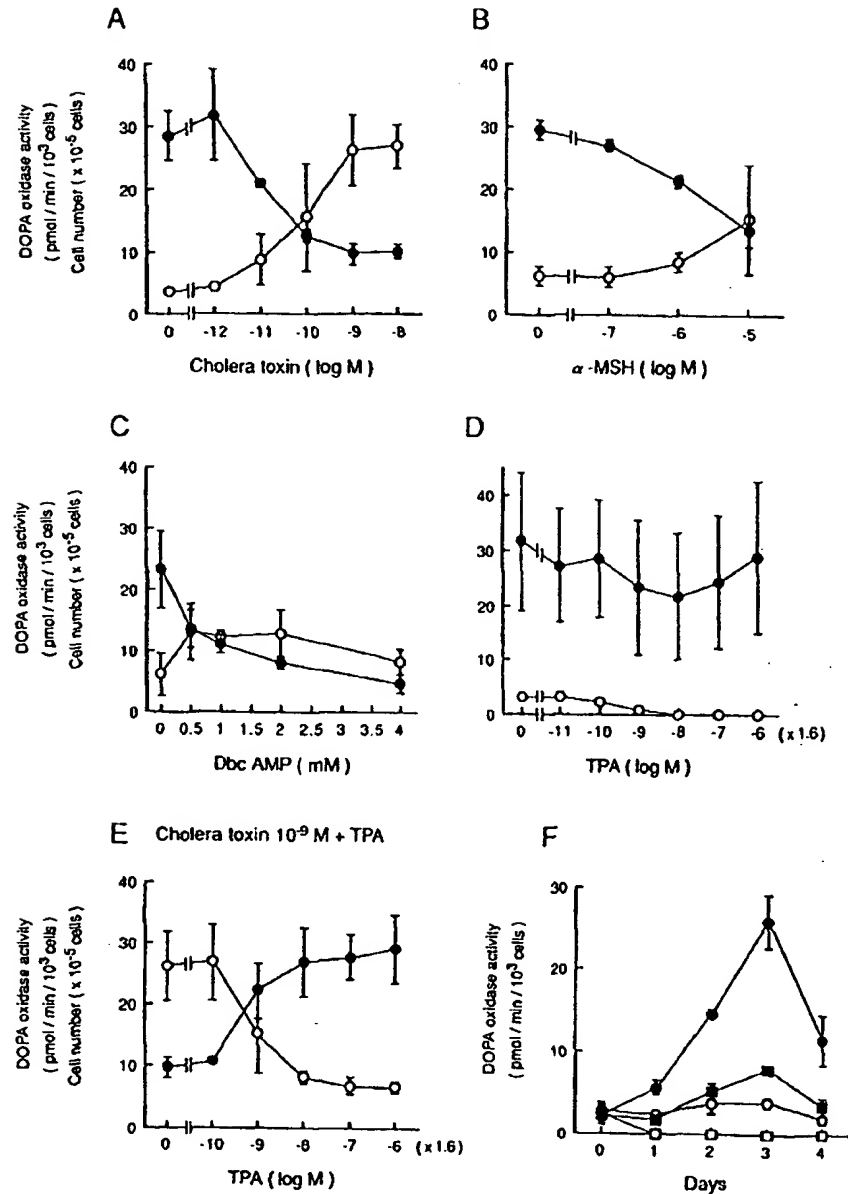 A
DOPA oxidase activity
( pmol / min / 10³ cells )
Cell number ( x 10⁻⁵ cells )
40
30
20
10
0
0 -12 -11 -10 -9 -8
Cholera toxin ( log M )
B
40
30
20
10
0
0 -7 -6 -5
α -MSH ( log M )
C
DOPA oxidase activity
( pmol / min / 10³ cells )
Cell number ( x 10⁻⁵ cells )
40
30
20
10
0
0 0.5 1 1.5 2 2.5 3 3.5 4
Dbc AMP ( mM )
D
40
30
20
10
0
0 -11 -10 -9 -8 -7 -6 ( x 1.6)
TPA ( log M )
E Cholera toxin 10⁻⁹ M + TPA
DOPA oxidase activity
( pmol / min / 10³ cells )
Cell number ( x 10⁻⁵ cells )
40
30
20
10
0
0 -10 -9 -8 -7 -6 ( x 1.6)
TPA ( log M )
F
DOPA oxidase activity
( pmol / min / 10³ cells )
30
20
10
0
0 1 2 3 4
Days